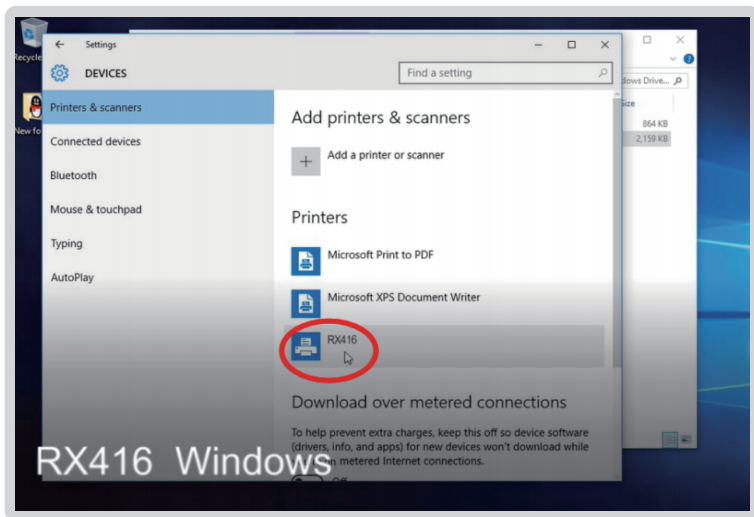 Recycle
New fo
← Settings
DEVICES
Find a setting
Printers & scanners
Connected devices
Bluetooth
Mouse & touchpad
Typing
AutoPlay
Add printers & scanners
Add a printer or scanner
Printers
Microsoft Print to PDF
Microsoft XPS Document Writer
RX416
Download over metered connections
To help prevent extra charges, keep this off so device software
(drivers, info, and apps) for new devices won't download while
on metered Internet connections.
Off
dows Drive...
Size
864 KB
2,159 KB
RX416 Windows